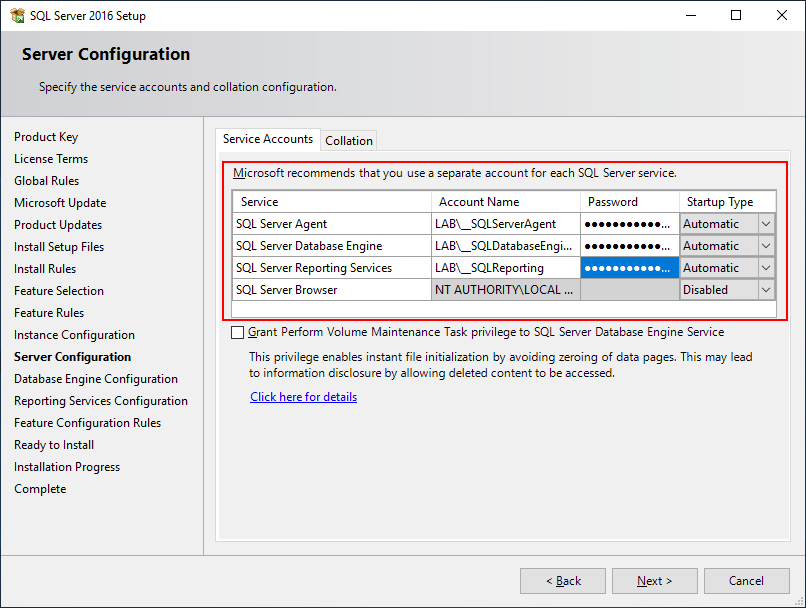 SQL Server 2016 Setup
Server Configuration
Specify the service accounts and collation configuration.
Product Key
License Terms
Global Rules
Microsoft Update
Product Updates
Install Setup Files
Install Rules
Feature Selection
Feature Rules
Instance Configuration
Server Configuration
Database Engine Configuration
Reporting Services Configuration
Feature Configuration Rules
Ready to Install
Installation Progress
Complete
Service Accounts Collation
Microsoft recommends that you use a separate account for each SQL Server service.
Service Account Name Password Startup Type
SQL Server Agent LAB\__SQLServerAgent ●●●●●●●●●●●... Automatic
SQL Server Database Engine LAB\__SQLDatabaseEngi... ●●●●●●●●●●●... Automatic
SQL Server Reporting Services LAB\__SQLReporting ●●●●●●●●●●●... Automatic
SQL Server Browser NT AUTHORITY\LOCAL ... Disabled
Grant Perform Volume Maintenance Task privilege to SQL Server Database Engine Service
This privilege enables instant file initialization by avoiding zeroing of data pages. This may lead
to information disclosure by allowing deleted content to be accessed.
Click here for details
< Back Next > Cancel